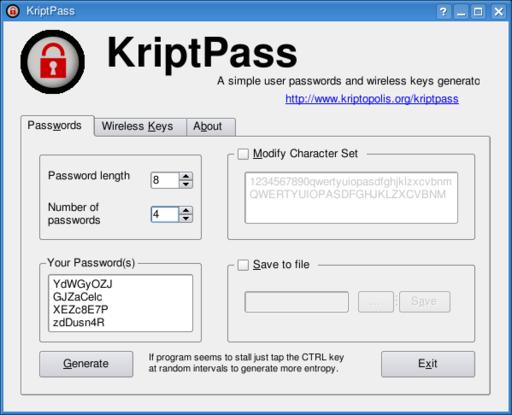 KriptPass
KriptPass
A simple user passwords and wireless keys generato
http://www.kriptopolis.org/kriptpass
Passwords
Wireless Keys
About
Password length
8
Number of
passwords
4
Modify Character Set
1234567890qwertyuiopasdfghjklzxcvbnm
QWERTYUIOPASDFGHJKLZXCVBNM
Your Password(s)
YdWGyOZJ
GJZaCelc
XEZc8E7P
zdDusn4R
Save to file
....
Save
Generate
If program seems to stall just tap the CTRL key
at random intervals to generate more entropy.
Exit